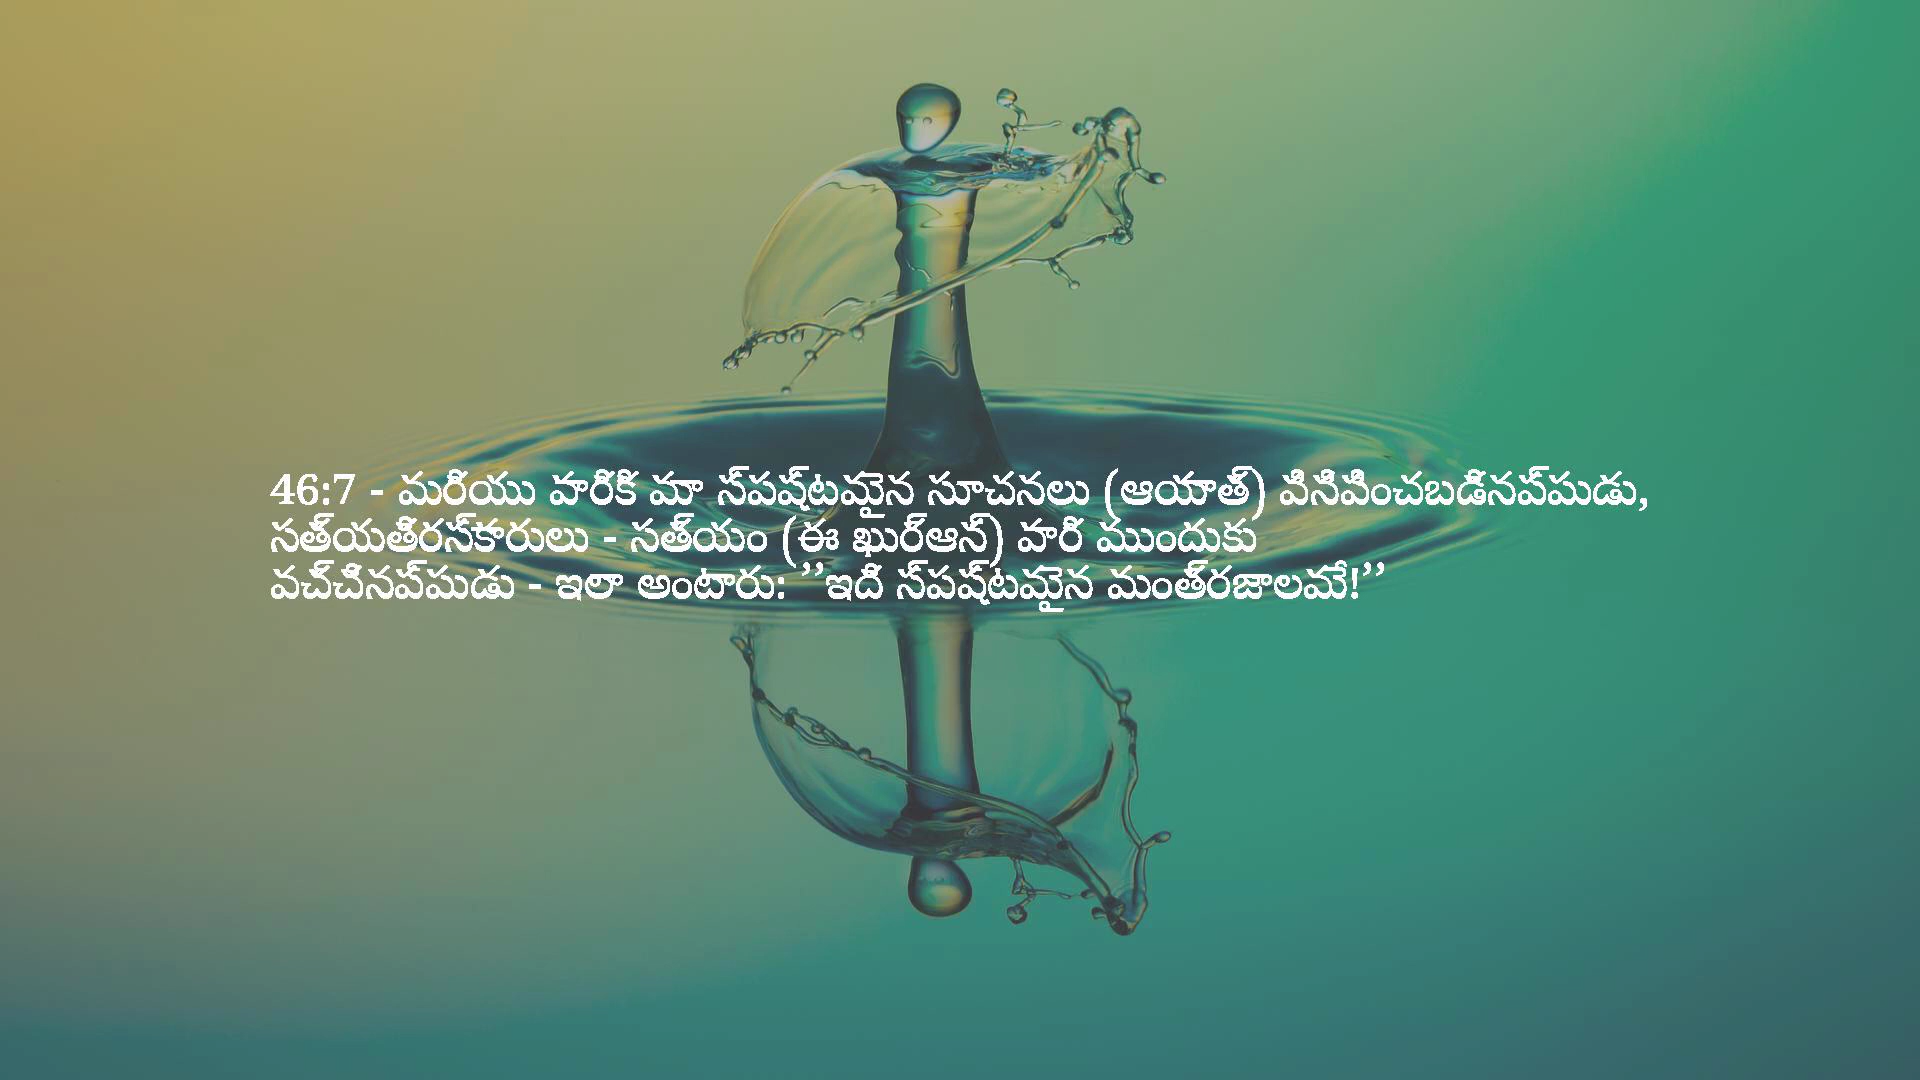 46:7 - మరియు వారికి మా స్పష్టమైన సూచనలు (ఆయాత్) వినిపించబడినప్పుడు,
సత్యతిరస్కారులు - సత్యం (ఈ ఖుర్ఆన్) వారి ముందుకు
వచ్చినప్పుడు - ఇలా అంటారు: ’’ఇది స్పష్టమైన మంత్రజాలమే!’’